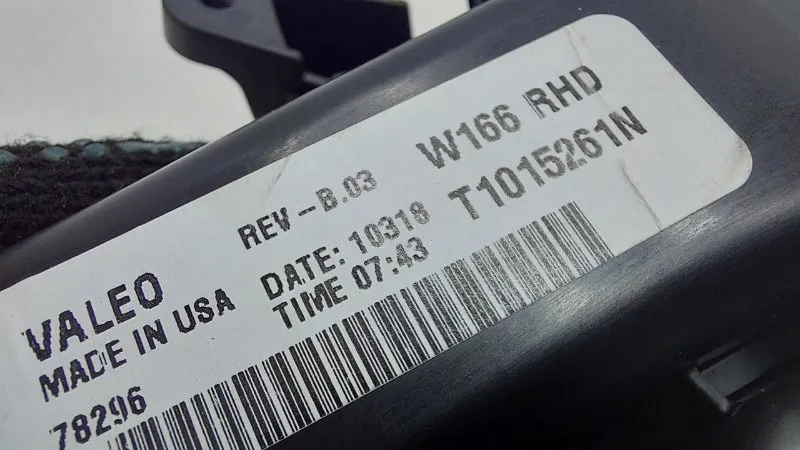 VALEO
MADE IN USA
78296
REV-B.03
DATE: 10318
TIME 07:43
W166 RHD
T1015261N